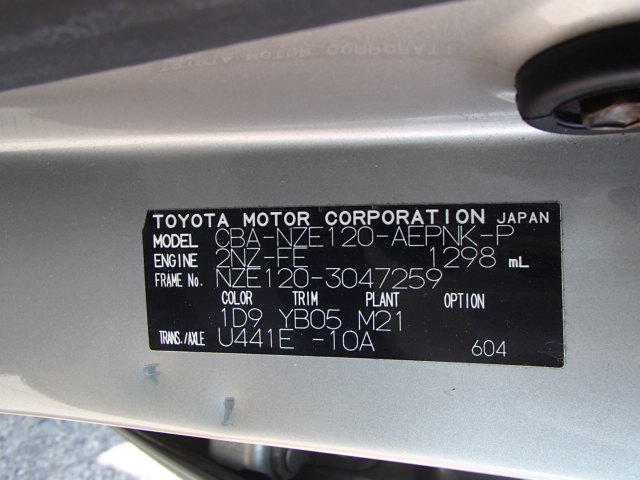 TOYOTA MOTOR CORPORATION JAPAN
MODEL CBA-NZE120-AEPNK-P
ENGINE 2NZ-FE 1298 mL
FRAME No. NZE120-3047259
COLOR TRIM PLANT OPTION
1D9 YB05 M21
TRANS./AXLE U441E -10A 604